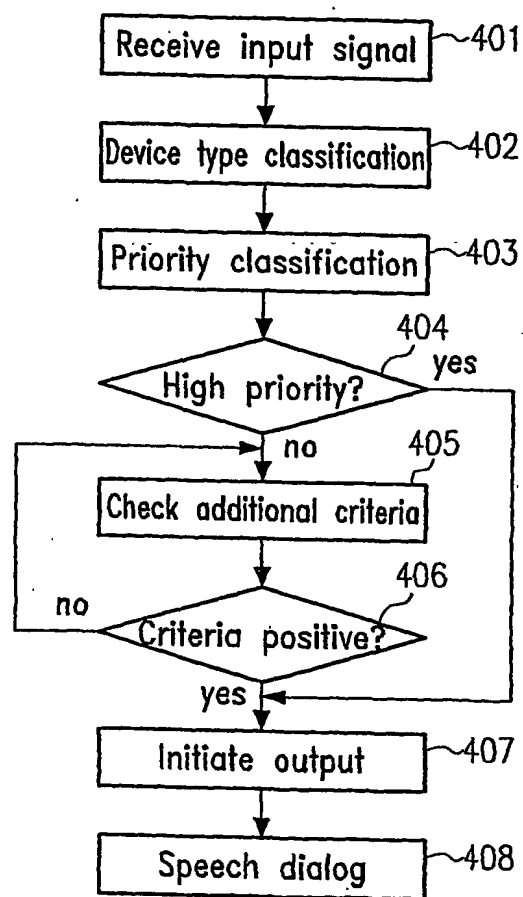 Receive input signal 401
Device type classification 402
Priority classification 403
404
High priority? yes
no
405
Check additional criteria
406
no
Criteria positive?
yes
Initiate output 407
Speech dialog 408